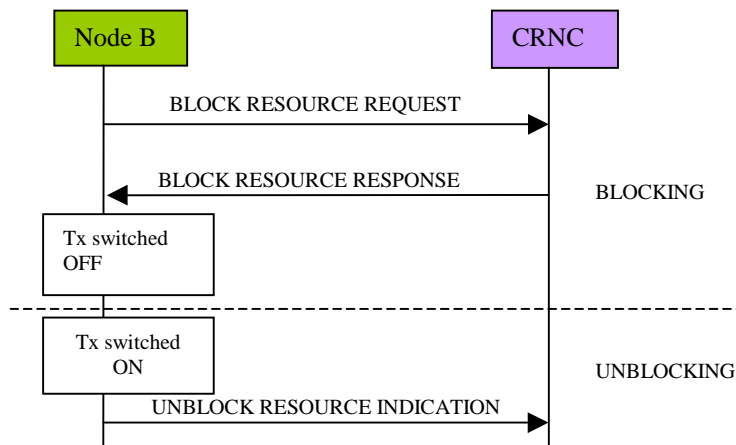 Node B
CRNC
BLOCK RESOURCE REQUEST
BLOCK RESOURCE RESPONSE
BLOCKING
Tx switched
OFF
Tx switched
ON
UNBLOCKING
UNBLOCK RESOURCE INDICATION